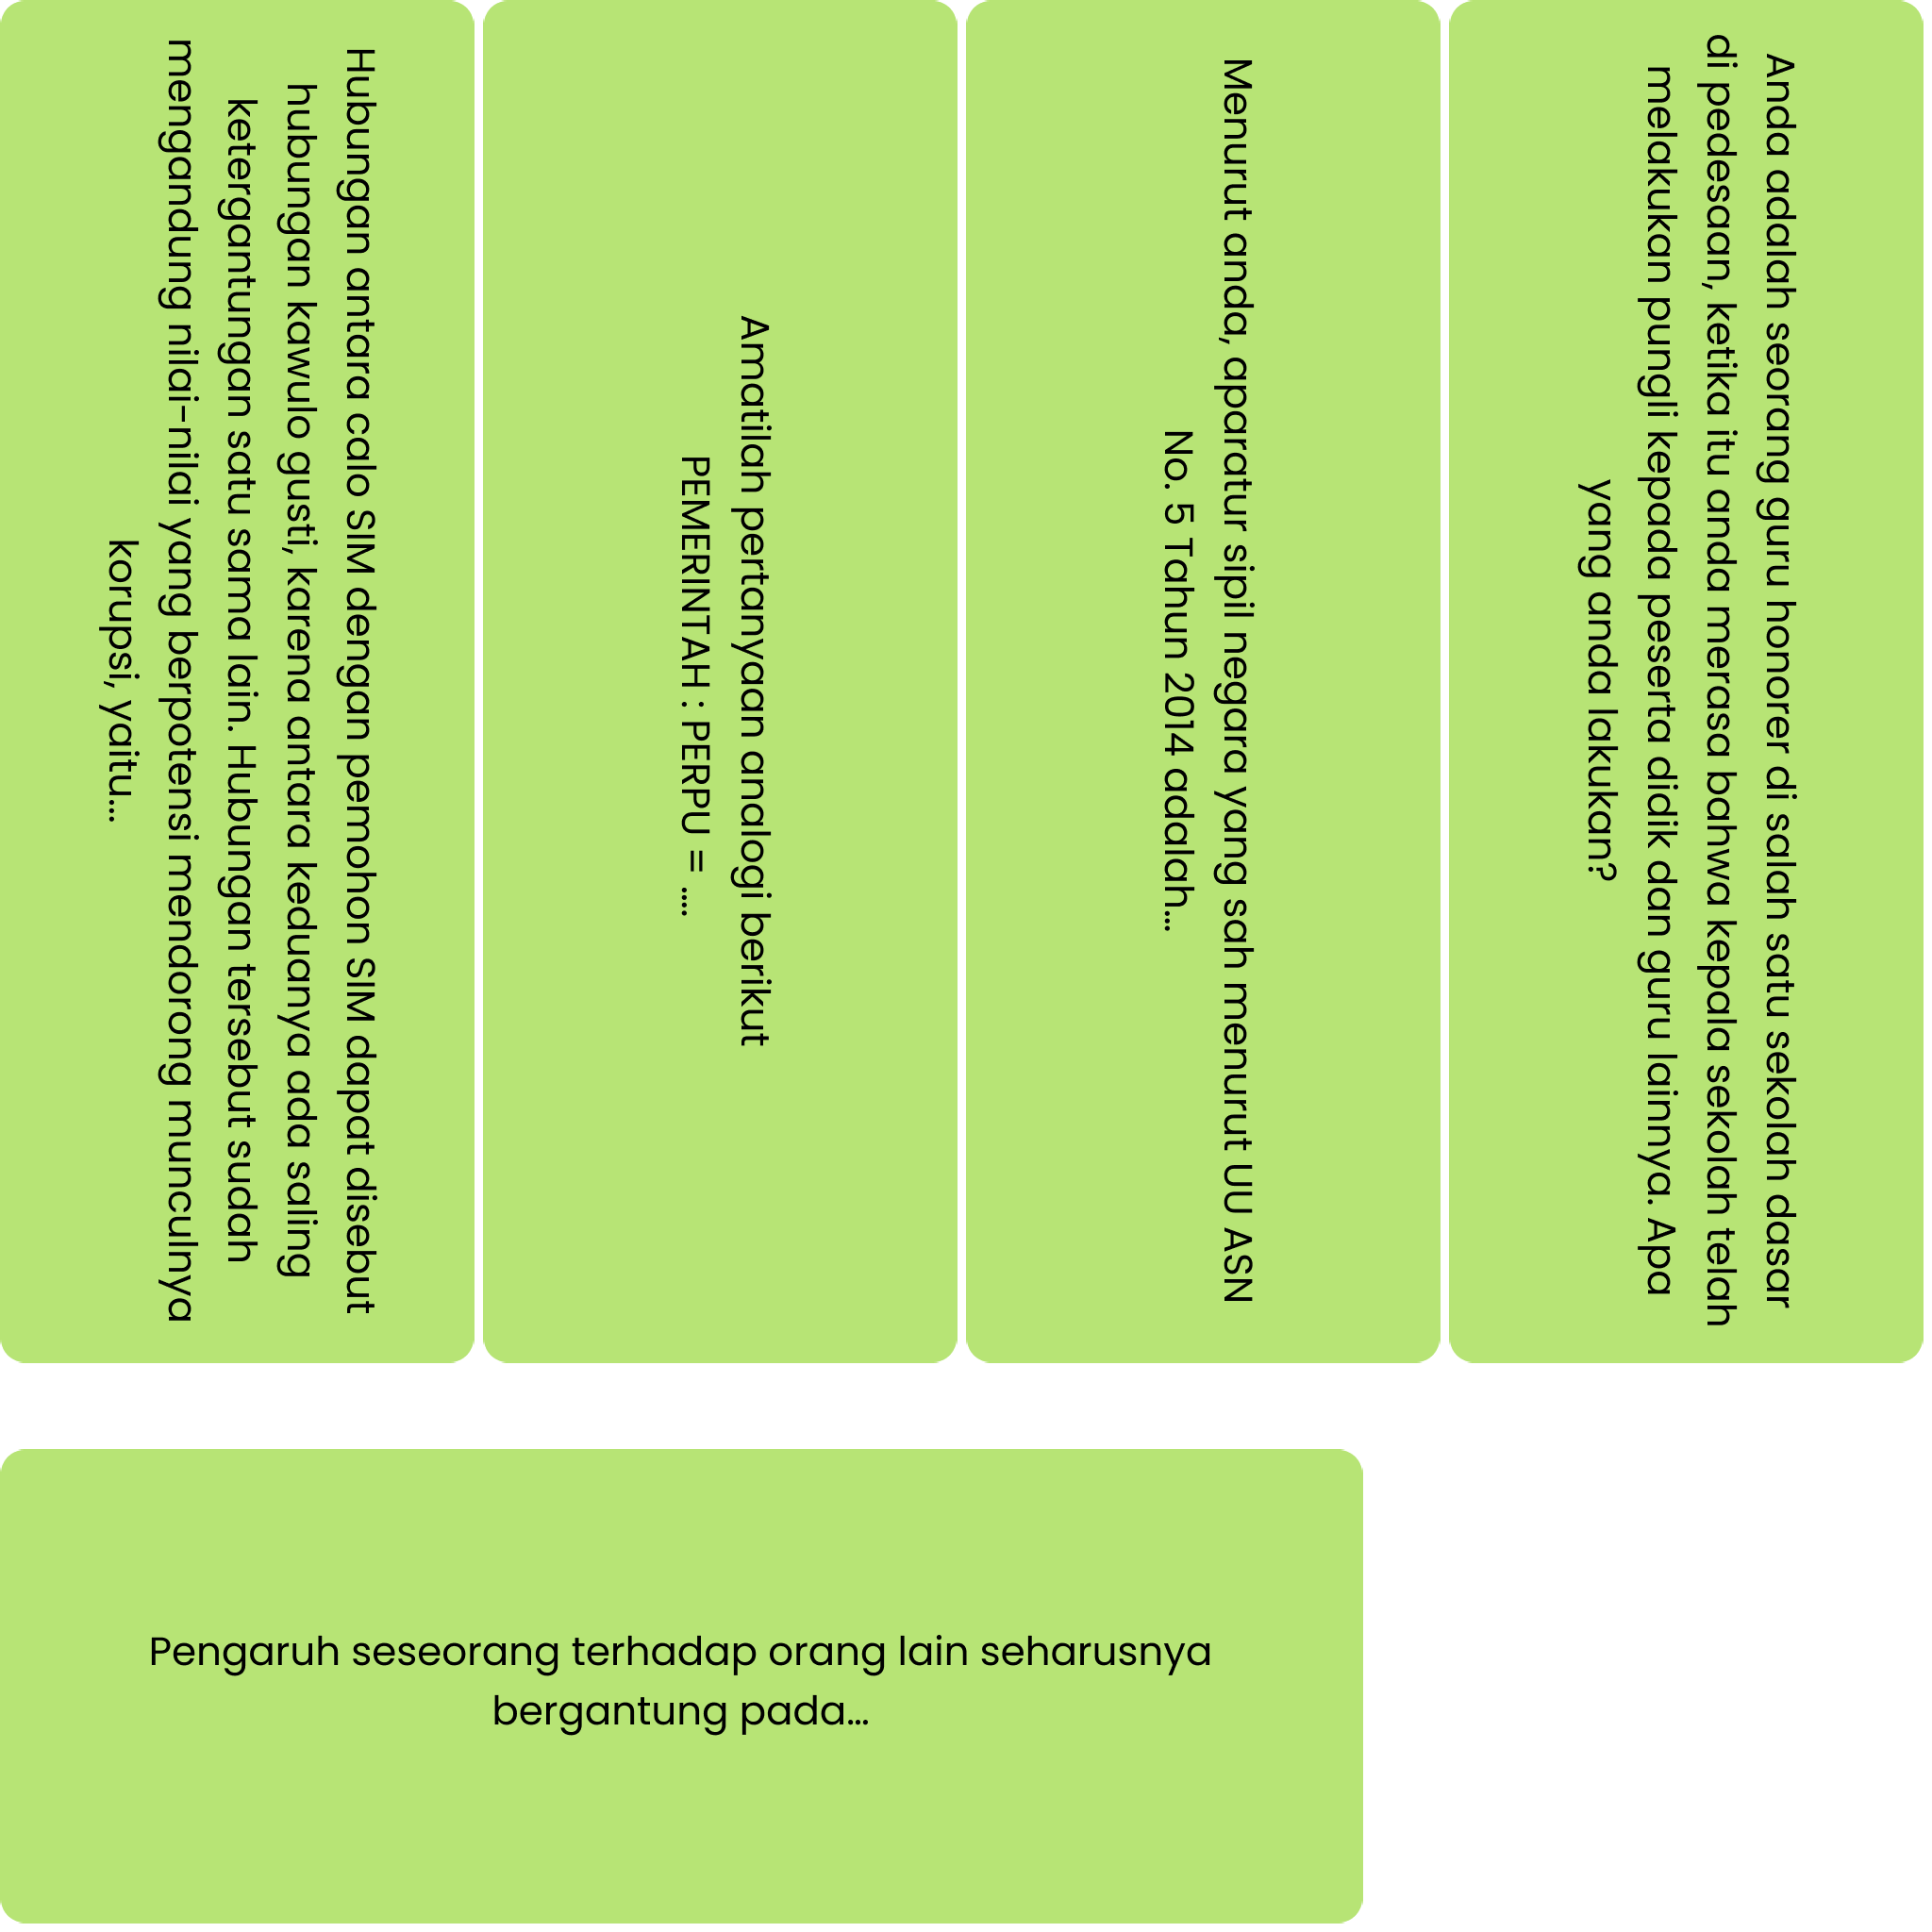 Hubungan antara calo SIM dengan pemohon SIM dapat disebut
hubungan kawulo gusti, karena antara keduanya ada saling
ketergantungan satu sama lain. Hubungan tersebut sudah
mengandung nilai-nilai yang berpotensi mendorong munculnya
korupsi, yaitu...
Amatilah pertanyaan analogi berikut
PEMERINTAH : PERPU = ....
Menurut anda, aparatur sipil negara yang sah menurut UU ASN
No. 5 Tahun 2014 adalah...
Anda adalah seorang guru honorer di salah satu sekolah dasar
di pedesaan, ketika itu anda merasa bahwa kepala sekolah telah
melakukan pungli kepada peserta didik dan guru lainnya. Apa
yang anda lakukan?
Pengaruh seseorang terhadap orang lain seharusnya
bergantung pada...